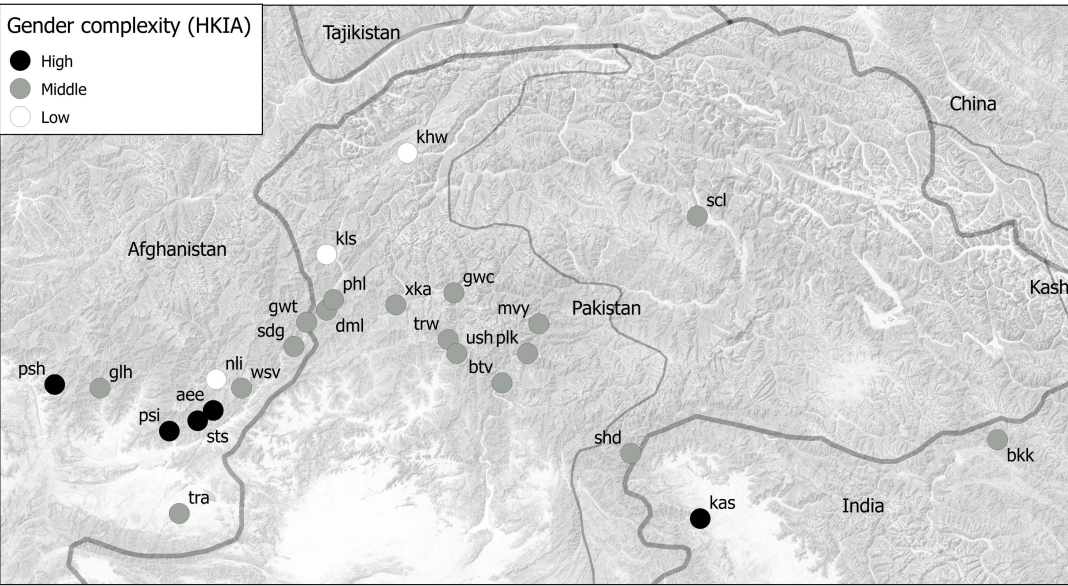 Gender complexity (HKIA)
High
Middle
Low
Tajikistan
China
khw
scl
Afghanistan
kls
Kash
phl
xka
gwc
gwt
mvy
Pakistan
dml
trw
ush
plk
sdg
btv
psh
glh
nli
wsv
aee
psi
sts
shd
bkk
tra
kas
India